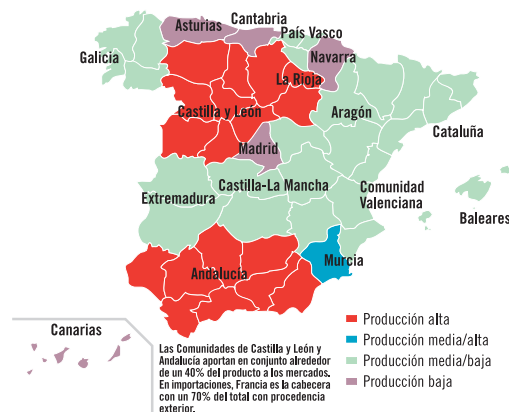 Cantabria
Asturias
País Vasco
Galicia
Navarra
La Rioja
Castilla y León
Aragón
Cataluña
Madrid
Castilla-La Mancha
Comunidad
Valenciana
Extremadura
Baleares
Murcia
Andalucía
Canarias
Las Comunidades de Castilla y León y
Andalucía aportan en conjunto alrededor
de un 40% del producto a los mercados.
En importaciones, Francia es la cabecera
con un 70% del total con procedencia
exterior.
Producción alta
Producción media/alta
Producción media/baja
Producción baja